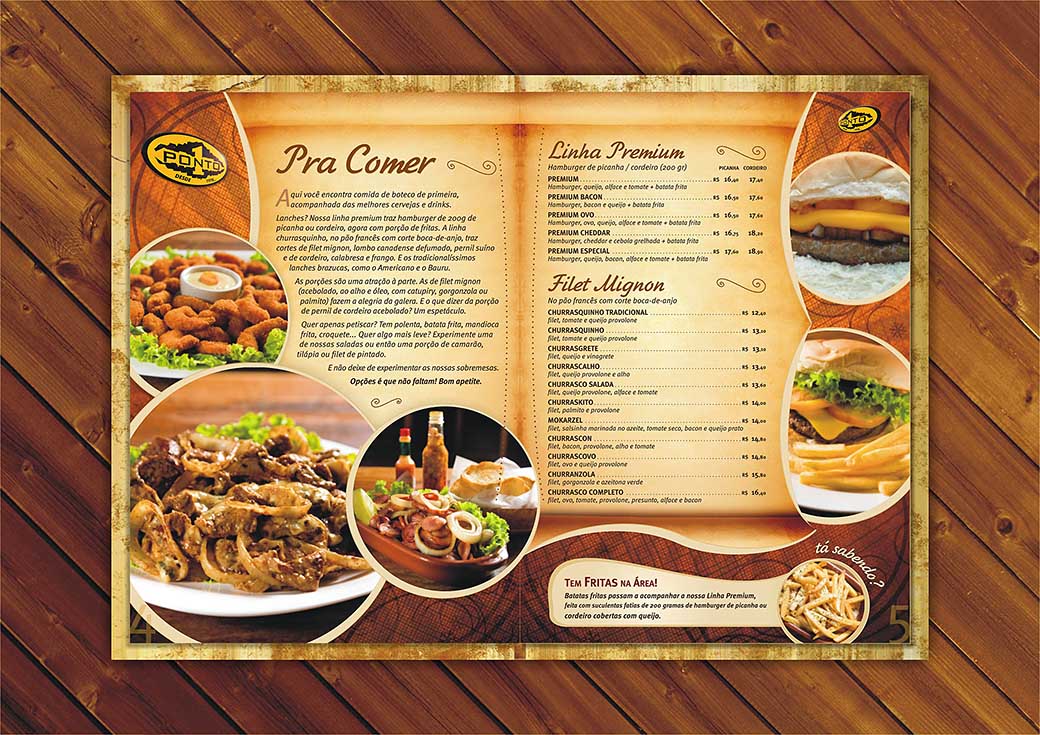 PONTO 1
DESDE 1976
Pra Comer
Aqui você encontra comida de boteco de primeira,
acompanhada das melhores cervejas e drinks.
Lanches? Nossa linha premium traz hamburger de 200g de
picanha ou cordeiro, agora com porção de fritas. A linha
churrasquinho, no pão francês com corte boca-de-anjo, traz
cortes de filet mignon, lombo canadense defumado, pernil suíno
e de cordeiro, calabresa e frango. E os tradicionalíssimos
lanches brazucas, como o Americano e o Bauru.
As porções são uma atração à parte. As de filet mignon
(acebolado, ao alho e óleo, com catupiry, gorgonzola ou
palmito) fazem a alegria da galera. E o que dizer da porção
de pernil de cordeiro acebolado? Um espetáculo.
Quer apenas petiscar? Tem polenta, batata frita, mandioca
frita, croquete... Quer algo mais leve? Experimente uma
de nossas saladas ou então uma porção de camarão,
tilápia ou filet de pintado.
E não deixe de experimentar as nossas sobremesas.
Opções é que não faltam! Bom apetite.
4
PONTO 1
Linha Premium
Hamburger de picanha / cordeiro (200 gr) PICANHA CORDEIRO
PREMIUM R$ 16,40 17,40
Hamburger, queijo, alface e tomate + batata frita
PREMIUM BACON R$ 16,50 17,60
Hamburger, bacon e queijo + batata frita
PREMIUM OVO R$ 16,50 17,60
Hamburger, ovo, queijo, alface e tomate + batata frita
PREMIUM CHEDDAR R$ 16,75 18,20
Hamburger, cheddar e cebola grelhada + batata frita
PREMIUM ESPECIAL R$ 17,60 18,90
Hamburger, queijo, bacon, alface e tomate + batata frita
Filet Mignon
No pão francês com corte boca-de-anjo
CHURRASQUINHO TRADICIONAL R$ 12,40
filet, tomate e queijo provolone
CHURRASQUINHO R$ 13,10
filet, tomate e queijo provolone
CHURRASGRETE R$ 13,10
filet, queijo e vinagrete
CHURRASCALHO R$ 13,40
filet, queijo provolone e alho
CHURRASCO SALADA R$ 13,60
filet, queijo provolone, alface e tomate
CHURRASKITO R$ 14,00
filet, palmito e provolone
MOKARZEL R$ 14,00
filet, salsinha marinada no azeite, tomate seco, bacon e queijo prato
CHURRASCON R$ 14,80
filet, bacon, provolone, alho e tomate
CHURRASCOVO R$ 14,80
filet, ovo e queijo provolone
CHURRANZOLA R$ 15,80
filet, gorgonzola e azeitona verde
CHURRASCO COMPLETO R$ 16,40
filet, ovo, tomate, provolone, presunto, alface e bacon
tá sabendo?
TEM FRITAS NA ÁREA!
Batatas fritas passam a acompanhar a nossa Linha Premium,
feita com suculentas fatias de 200 gramas de hamburger de picanha ou
cordeiro cobertas com queijo.
5